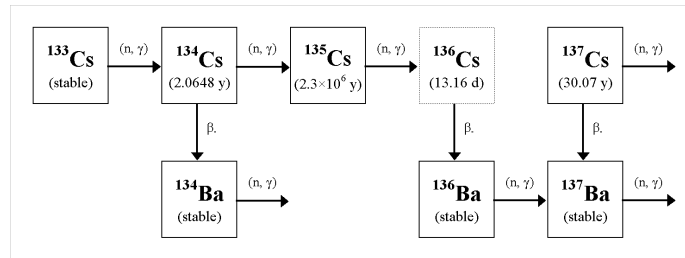 ¹³³Cs (n, γ) ¹³⁴Cs (n, γ) ¹³⁵Cs (n, γ) ¹³⁶Cs ¹³⁷Cs (n, γ)
(stable) (2.0648 y) (2.3×10⁶ y) (13.16 d) (30.07 y)
β- β- β-
¹³⁴Ba (n, γ) ¹³⁶Ba (n, γ) ¹³⁷Ba (n, γ)
(stable) (stable) (stable)